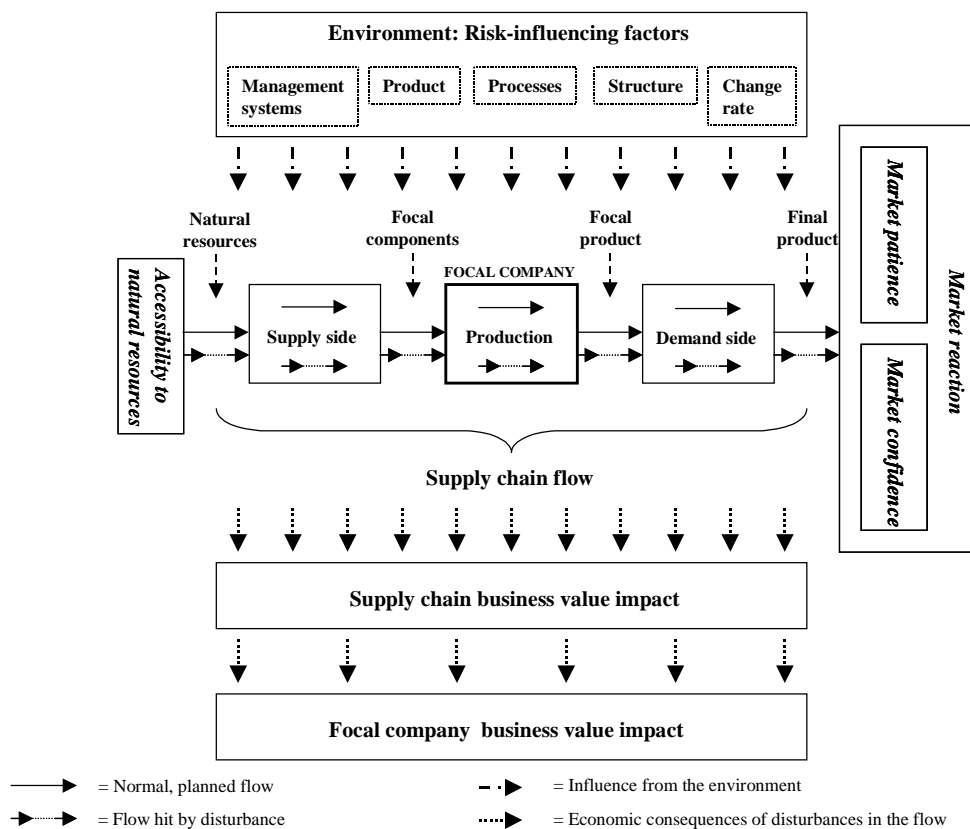 Environment: Risk-influencing factors
Management
systems
Product
Processes
Structure
Change
rate
Natural
resources
Focal
components
Focal
product
Final
product
FOCAL COMPANY
Accessibility to
natural resources
Supply side
Production
Demand side
Market patience
Market confidence
Market reaction
Supply chain flow
Supply chain business value impact
Focal company business value impact
= Normal, planned flow
= Influence from the environment
= Flow hit by disturbance
= Economic consequences of disturbances in the flow